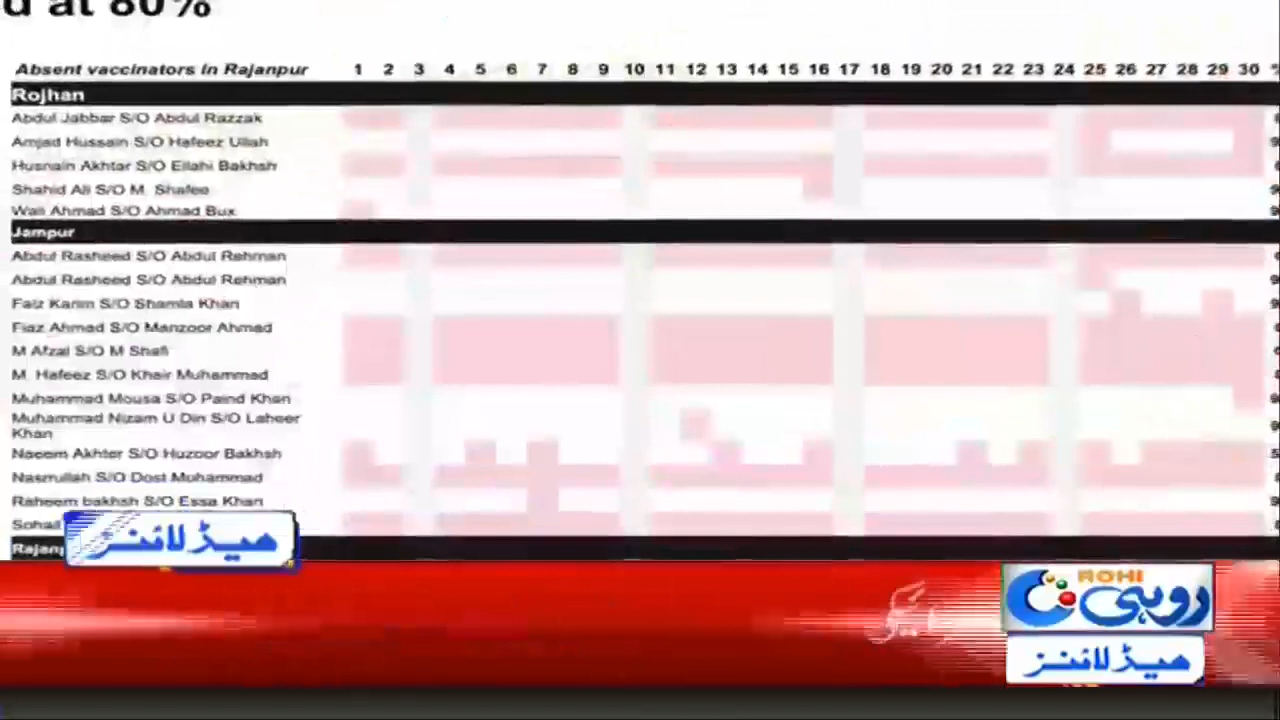 d at 80%
Absent vaccinators in Rajanpur 1 2 3 4 5 6 7 8 9 10 11 12 13 14 15 16 17 18 19 20 21 22 23 24 25 26 27 28 29 30
Rojhan
Abdul Jabbar S/O Abdul Razzak
Amjad Hussain S/O Hafeez Ullah
Husnain Akhtar S/O Ellahi Bakhsh
Shahid Ali S/O M. Shafee
Wali Ahmad S/O Ahmad Bux
Jampur
Abdul Rasheed S/O Abdul Rehman
Abdul Rasheed S/O Abdul Rehman
Faiz Karim S/O Shamla Khan
Fiaz Ahmad S/O Manzoor Ahmad
M Afzal S/O M Shafi
M. Hafeez S/O Khair Muhammad
Muhammad Mousa S/O Paind Khan
Muhammad Nizam U Din S/O Laheer
Khan
Naeem Akhter S/O Huzoor Bakhsh
Nasrullah S/O Dost Muhammad
Raheem bakhsh S/O Essa Khan
Sohail
ہیڈ لائنز
ROHI
روہی
ہیڈ لائنز